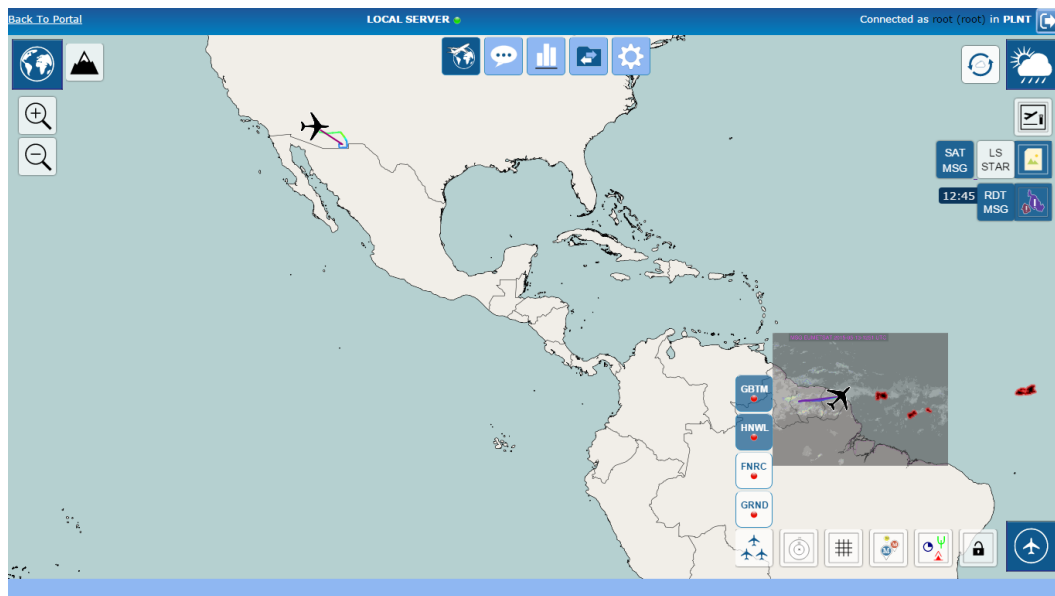 Back To Portal
LOCAL SERVER
Connected as root (root) in PLNT
SAT MSG
LS STAR
12:45
RDT MSG
GBTM
HNWL
FNRC
GRND